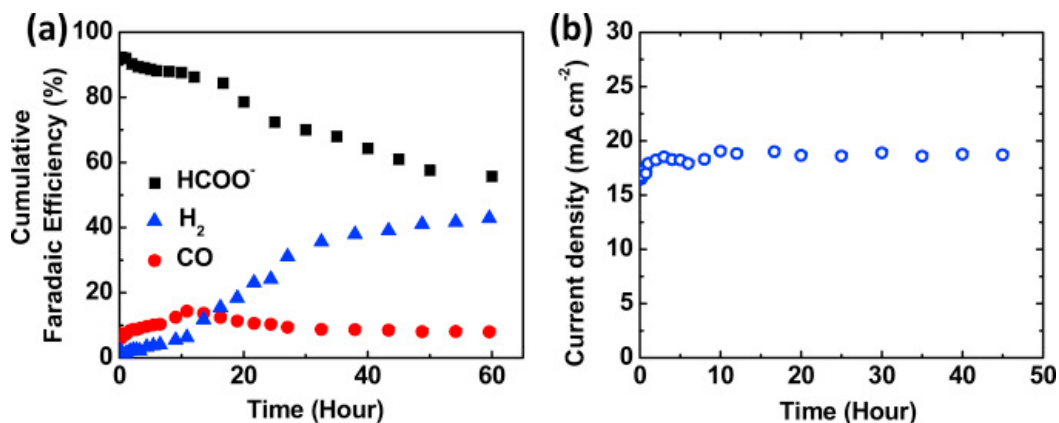 (a)
100
80
60
40
20
0
Cumulative
Faradaic Efficiency (%)
HCOO⁻
H₂
CO
0 20 40 60
Time (Hour)
(b)
30
25
20
15
10
5
0
Current density (mA cm⁻²)
0 10 20 30 40 50
Time (Hour)